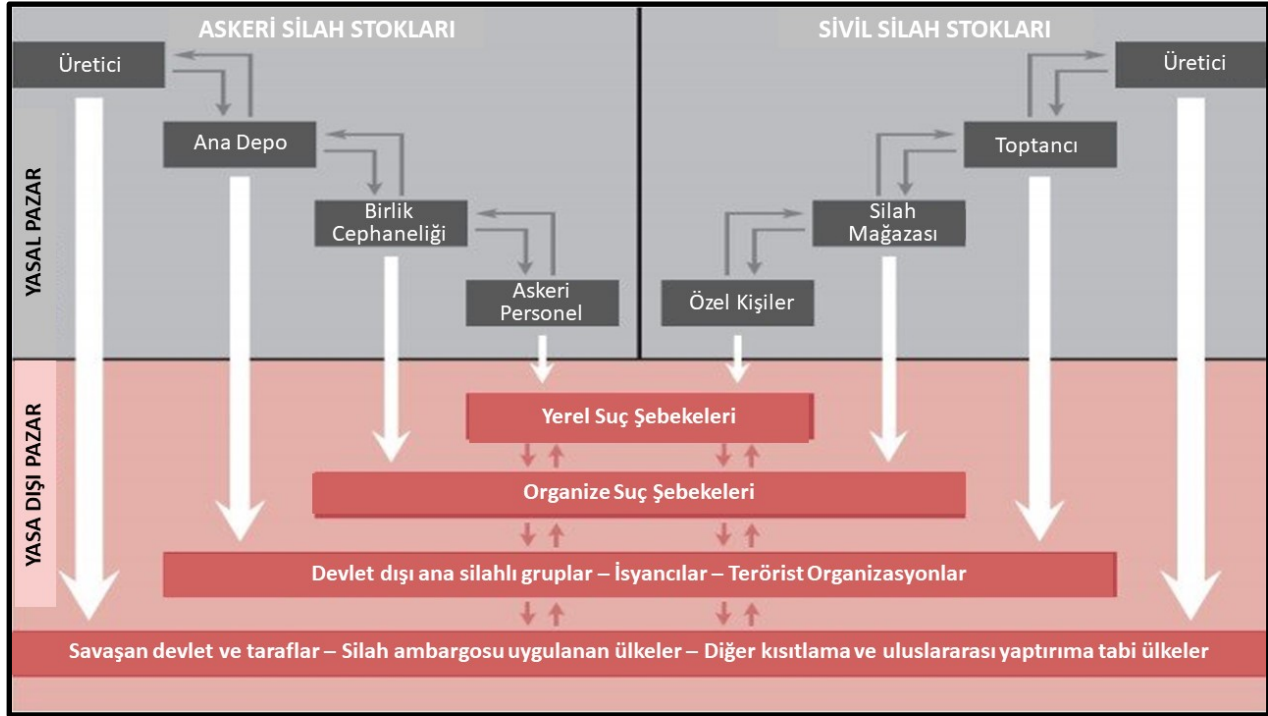 ASKERİ SİLAH STOKLARI
SİVİL SİLAH STOKLARI
Üretici
Üretici
Ana Depo
Toptancı
Birlik
Cephaneliği
Silah
Mağazası
Askeri
Personel
Özel Kişiler
YASAL PAZAR
YASA DIŞI PAZAR
Yerel Suç Şebekeleri
Organize Suç Şebekeleri
Devlet dışı ana silahlı gruplar – İsyancılar – Terörist Organizasyonlar
Savaşan devlet ve taraflar – Silah ambargosu uygulanan ülkeler – Diğer kısıtlama ve uluslararası yaptırıma tabi ülkeler